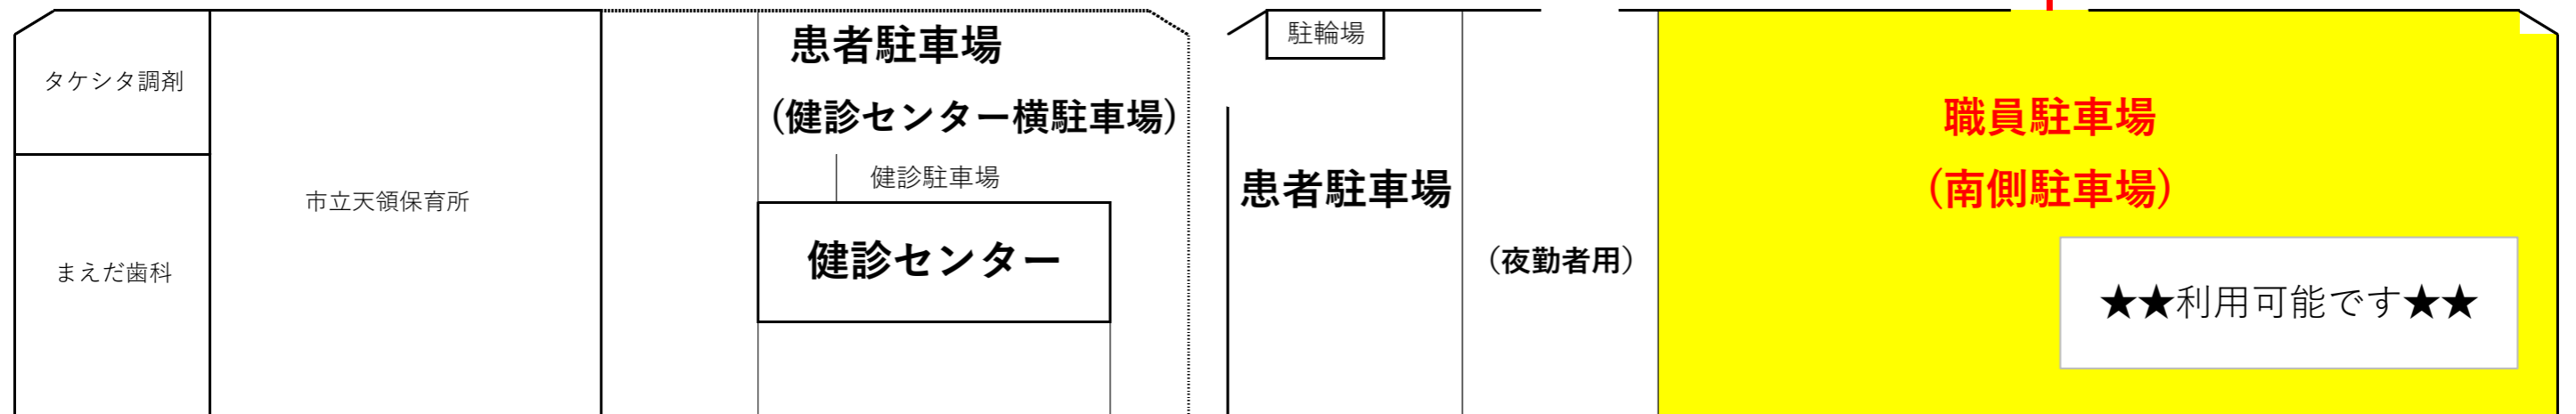 タケシタ調剤
まえだ歯科
市立天領保育所
患者駐車場
(健診センター横駐車場)
健診駐車場
健診センター
駐輪場
患者駐車場
(夜勤者用)
職員駐車場
(南側駐車場)
★★利用可能です★★